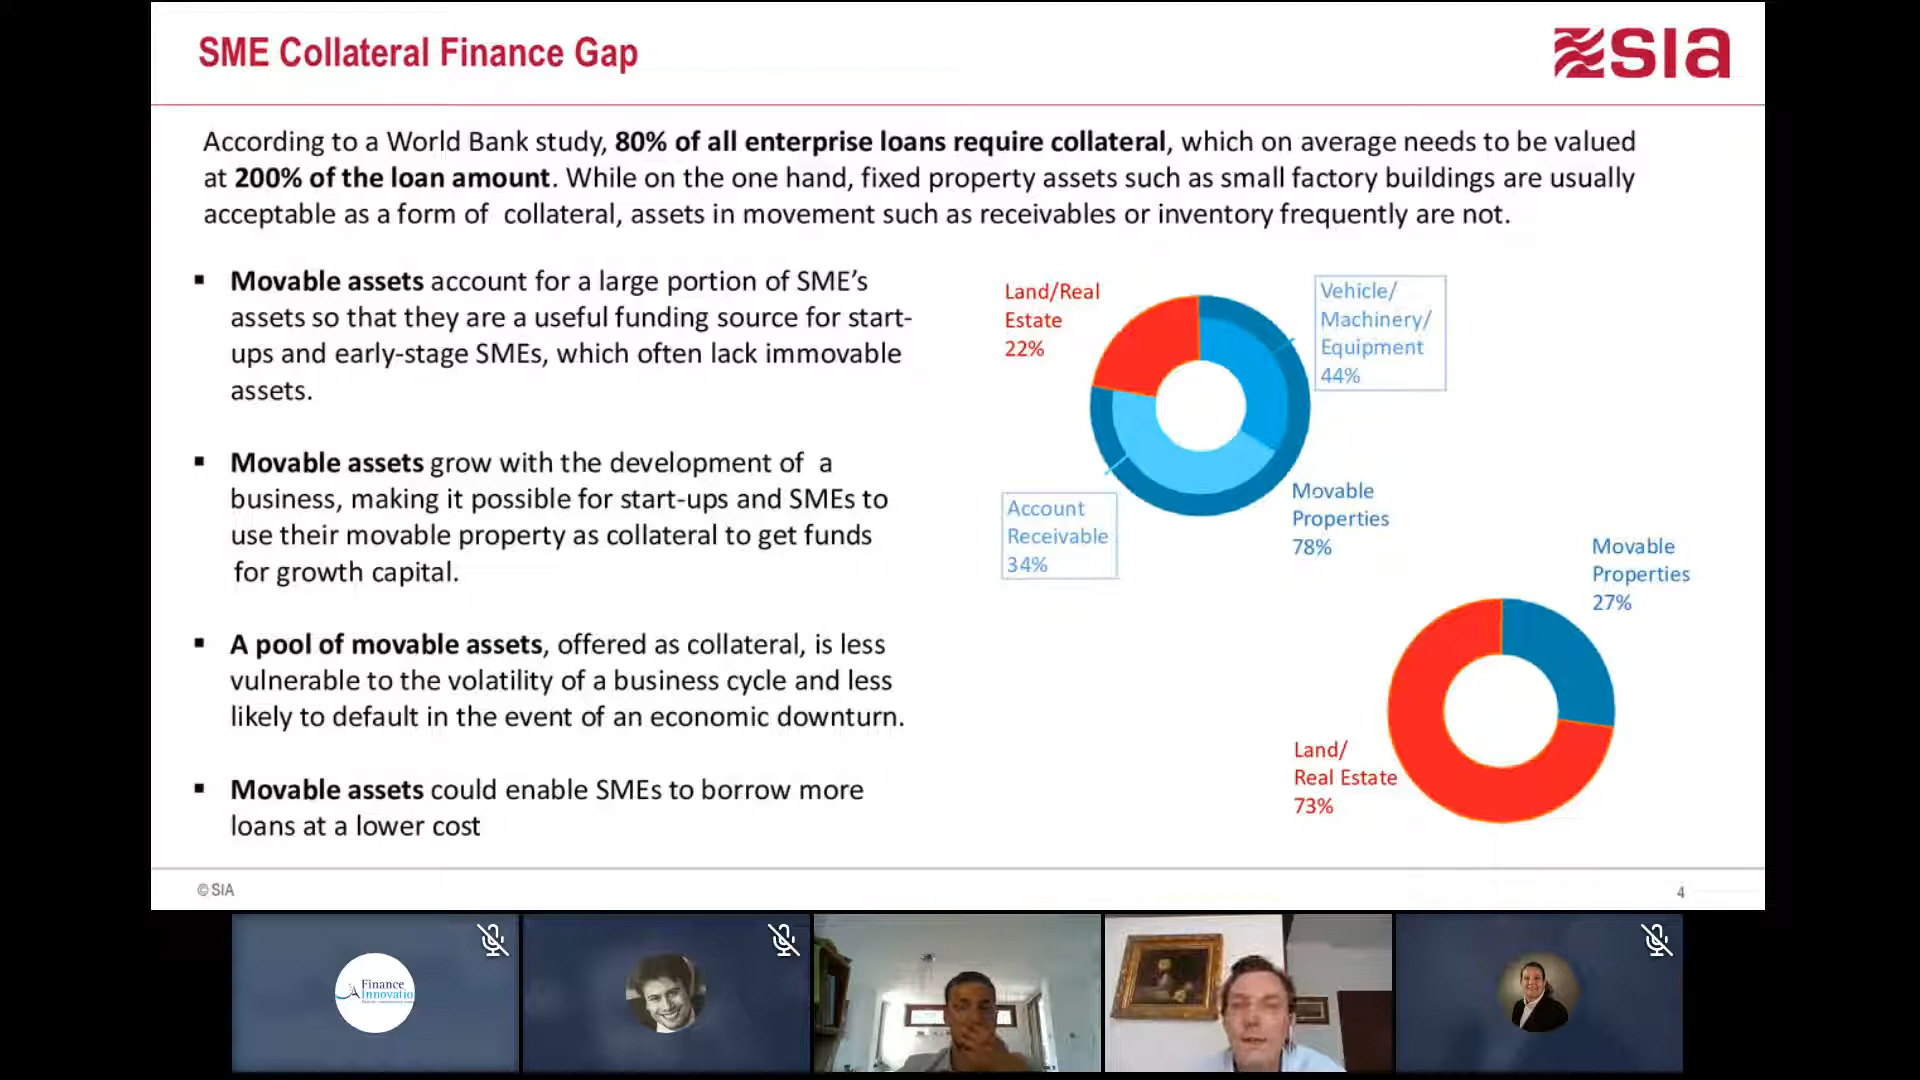 SME Collateral Finance Gap
SIA
According to a World Bank study, 80% of all enterprise loans require collateral, which on average needs to be valued
at 200% of the loan amount. While on the one hand, fixed property assets such as small factory buildings are usually
acceptable as a form of collateral, assets in movement such as receivables or inventory frequently are not.
▪ Movable assets account for a large portion of SME’s
assets so that they are a useful funding source for start-
ups and early-stage SMEs, which often lack immovable
assets.
▪ Movable assets grow with the development of a
business, making it possible for start-ups and SMEs to
use their movable property as collateral to get funds
for growth capital.
▪ A pool of movable assets, offered as collateral, is less
vulnerable to the volatility of a business cycle and less
likely to default in the event of an economic downturn.
▪ Movable assets could enable SMEs to borrow more
loans at a lower cost
Land/Real
Estate
22%
Vehicle/
Machinery/
Equipment
44%
Account
Receivable
34%
Movable
Properties
78%
Movable
Properties
27%
Land/
Real Estate
73%
© SIA
4
Finance
Innovatio